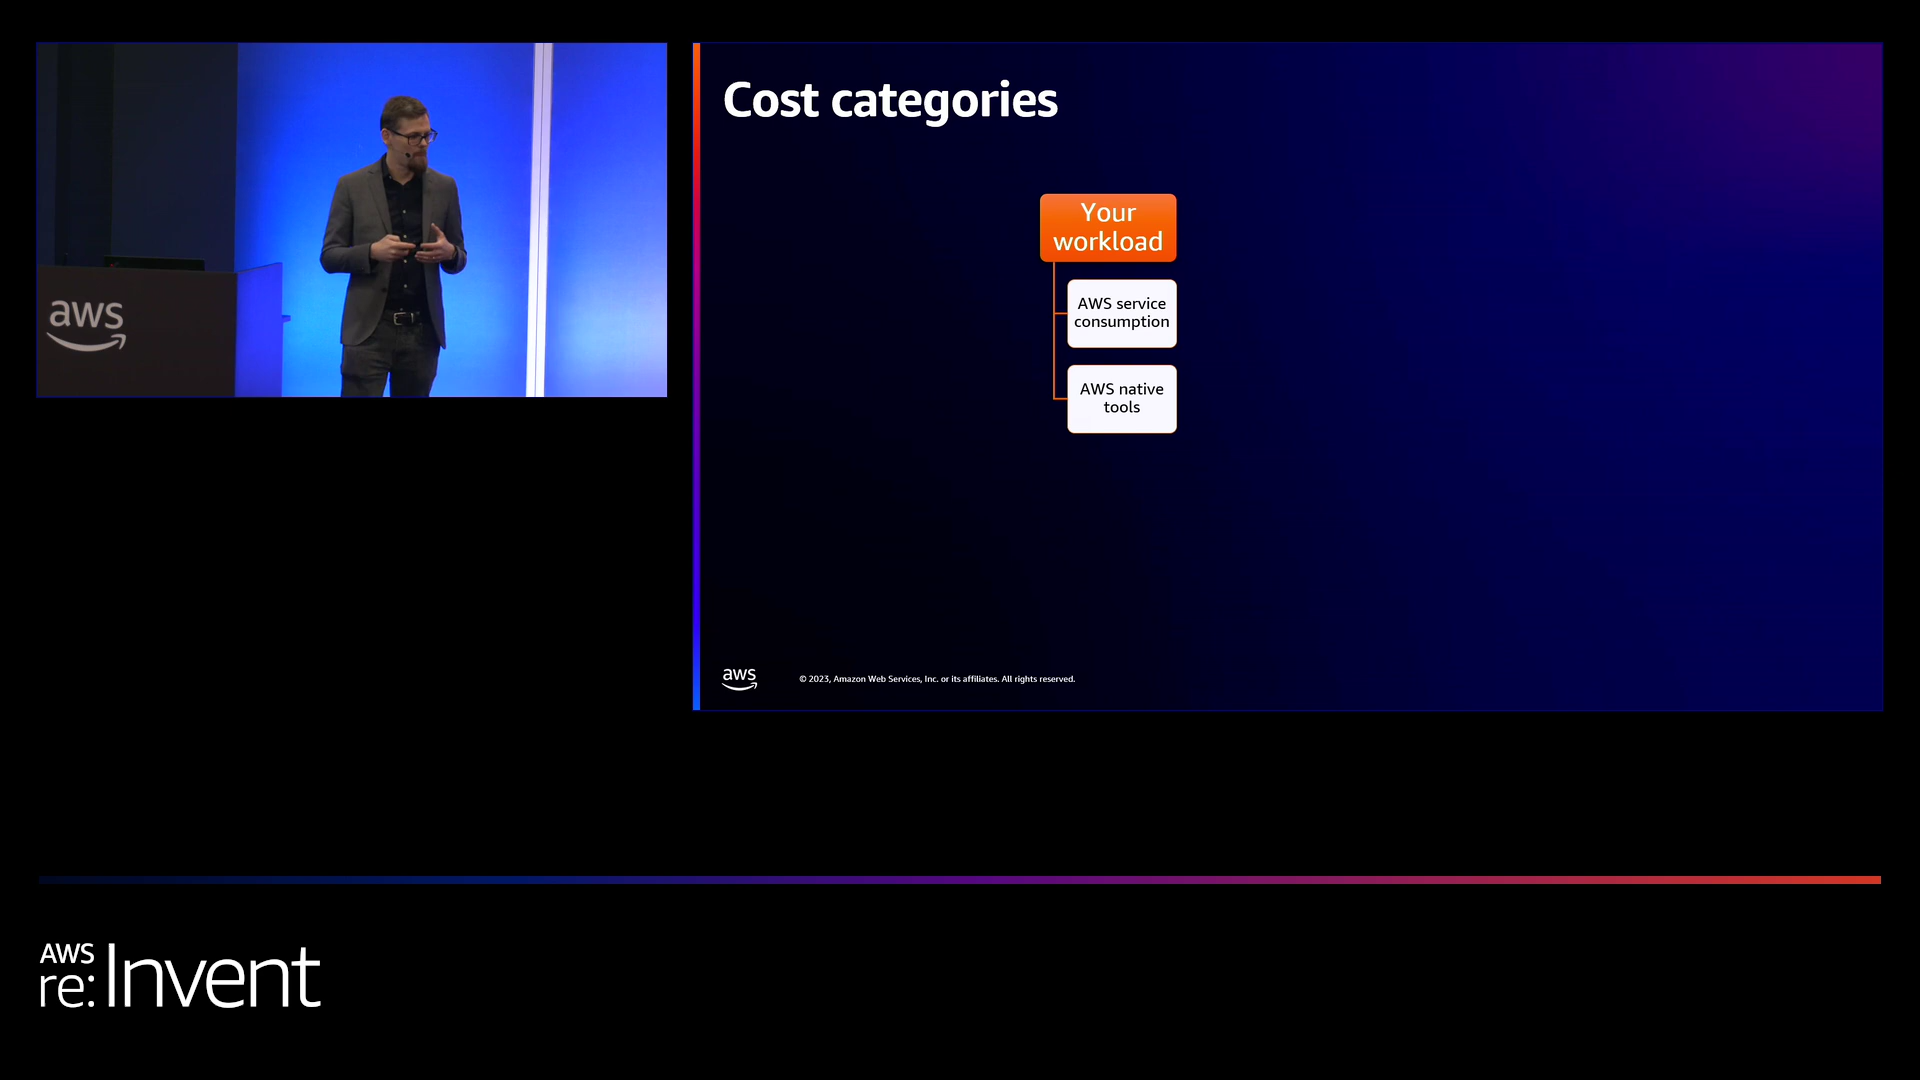 aws
Cost categories
Your
workload
AWS service
consumption
AWS native
tools
aws
© 2023, Amazon Web Services, Inc. or its affiliates. All rights reserved.
AWS
re:Invent